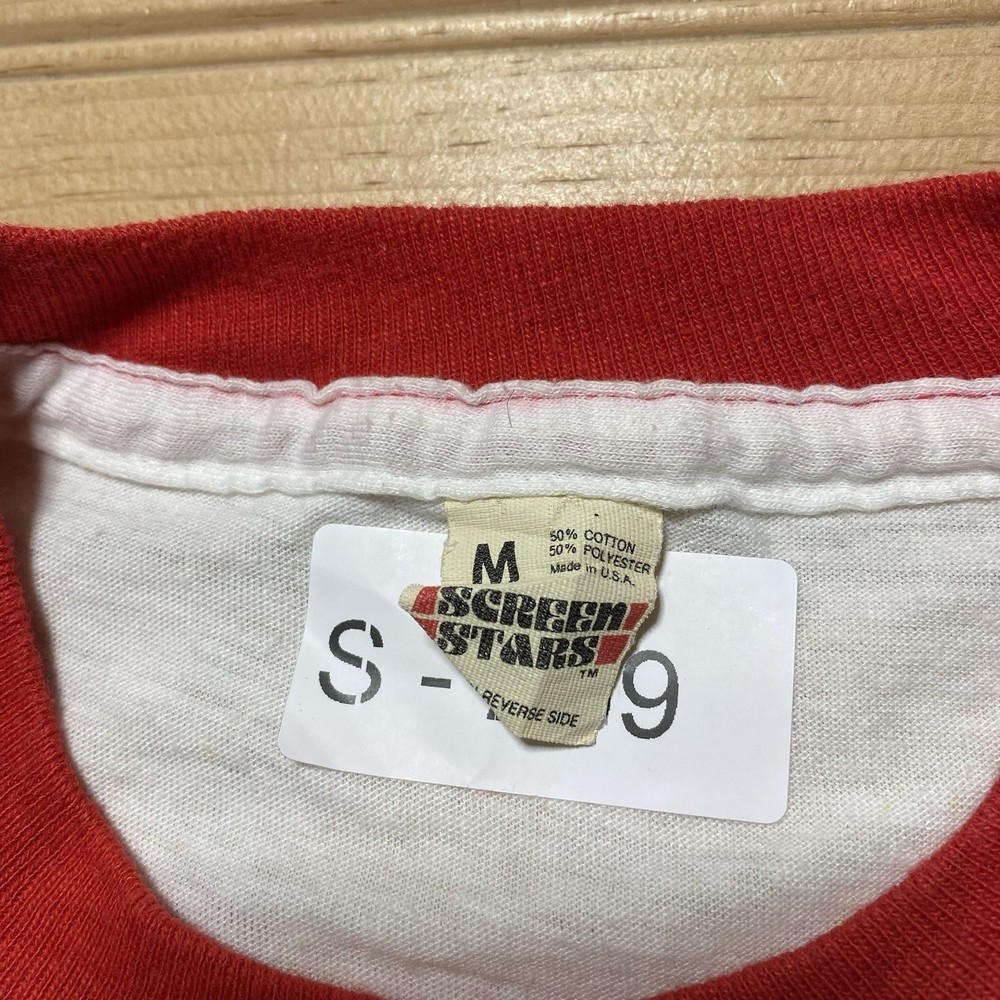 M
50% COTTON
50% POLYESTER
Made in U.S.A.
SCREEN
STARS
™
REVERSE SIDE
S - 9